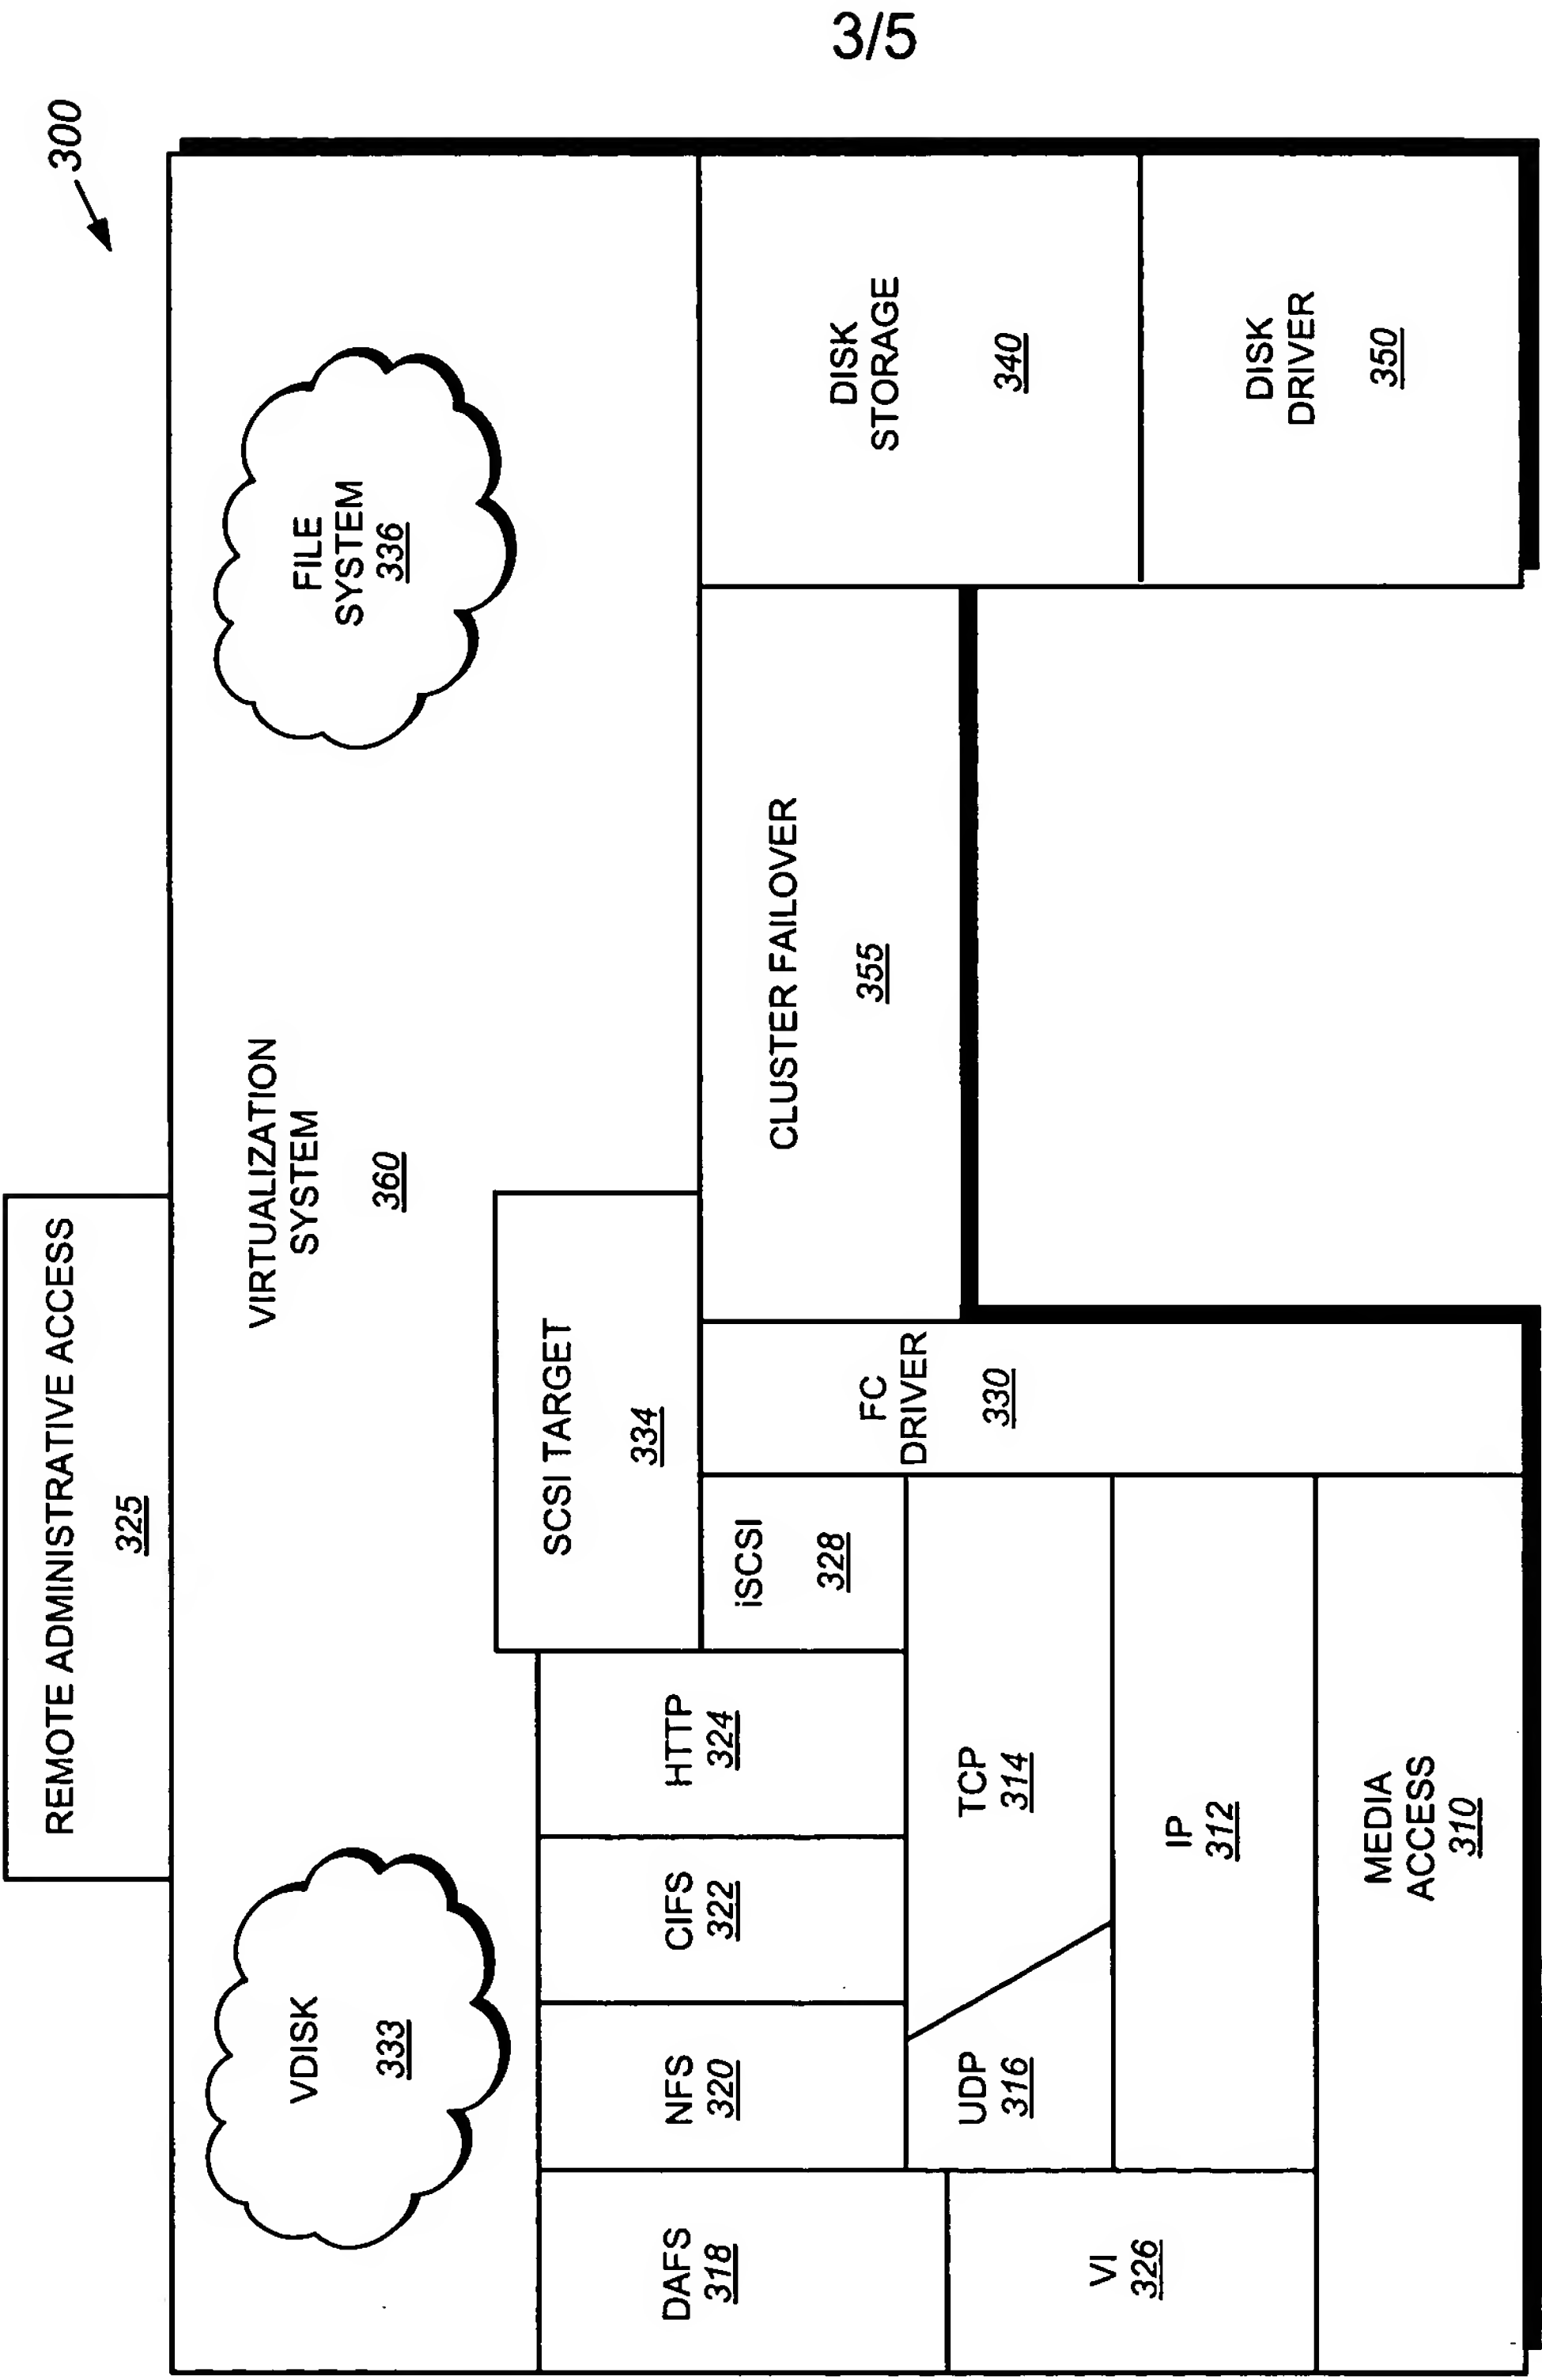 3/5
300
REMOTE ADMINISTRATIVE ACCESS
325
VDISK
333
VIRTUALIZATION
SYSTEM
360
FILE
SYSTEM
336
DAFS
318
NFS
320
CIFS
322
HTTP
324
SCSI TARGET
334
iSCSI
328
FC
DRIVER
330
CLUSTER FAILOVER
355
DISK
STORAGE
340
VI
326
UDP
316
TCP
314
IP
312
MEDIA
ACCESS
310
DISK
DRIVER
350